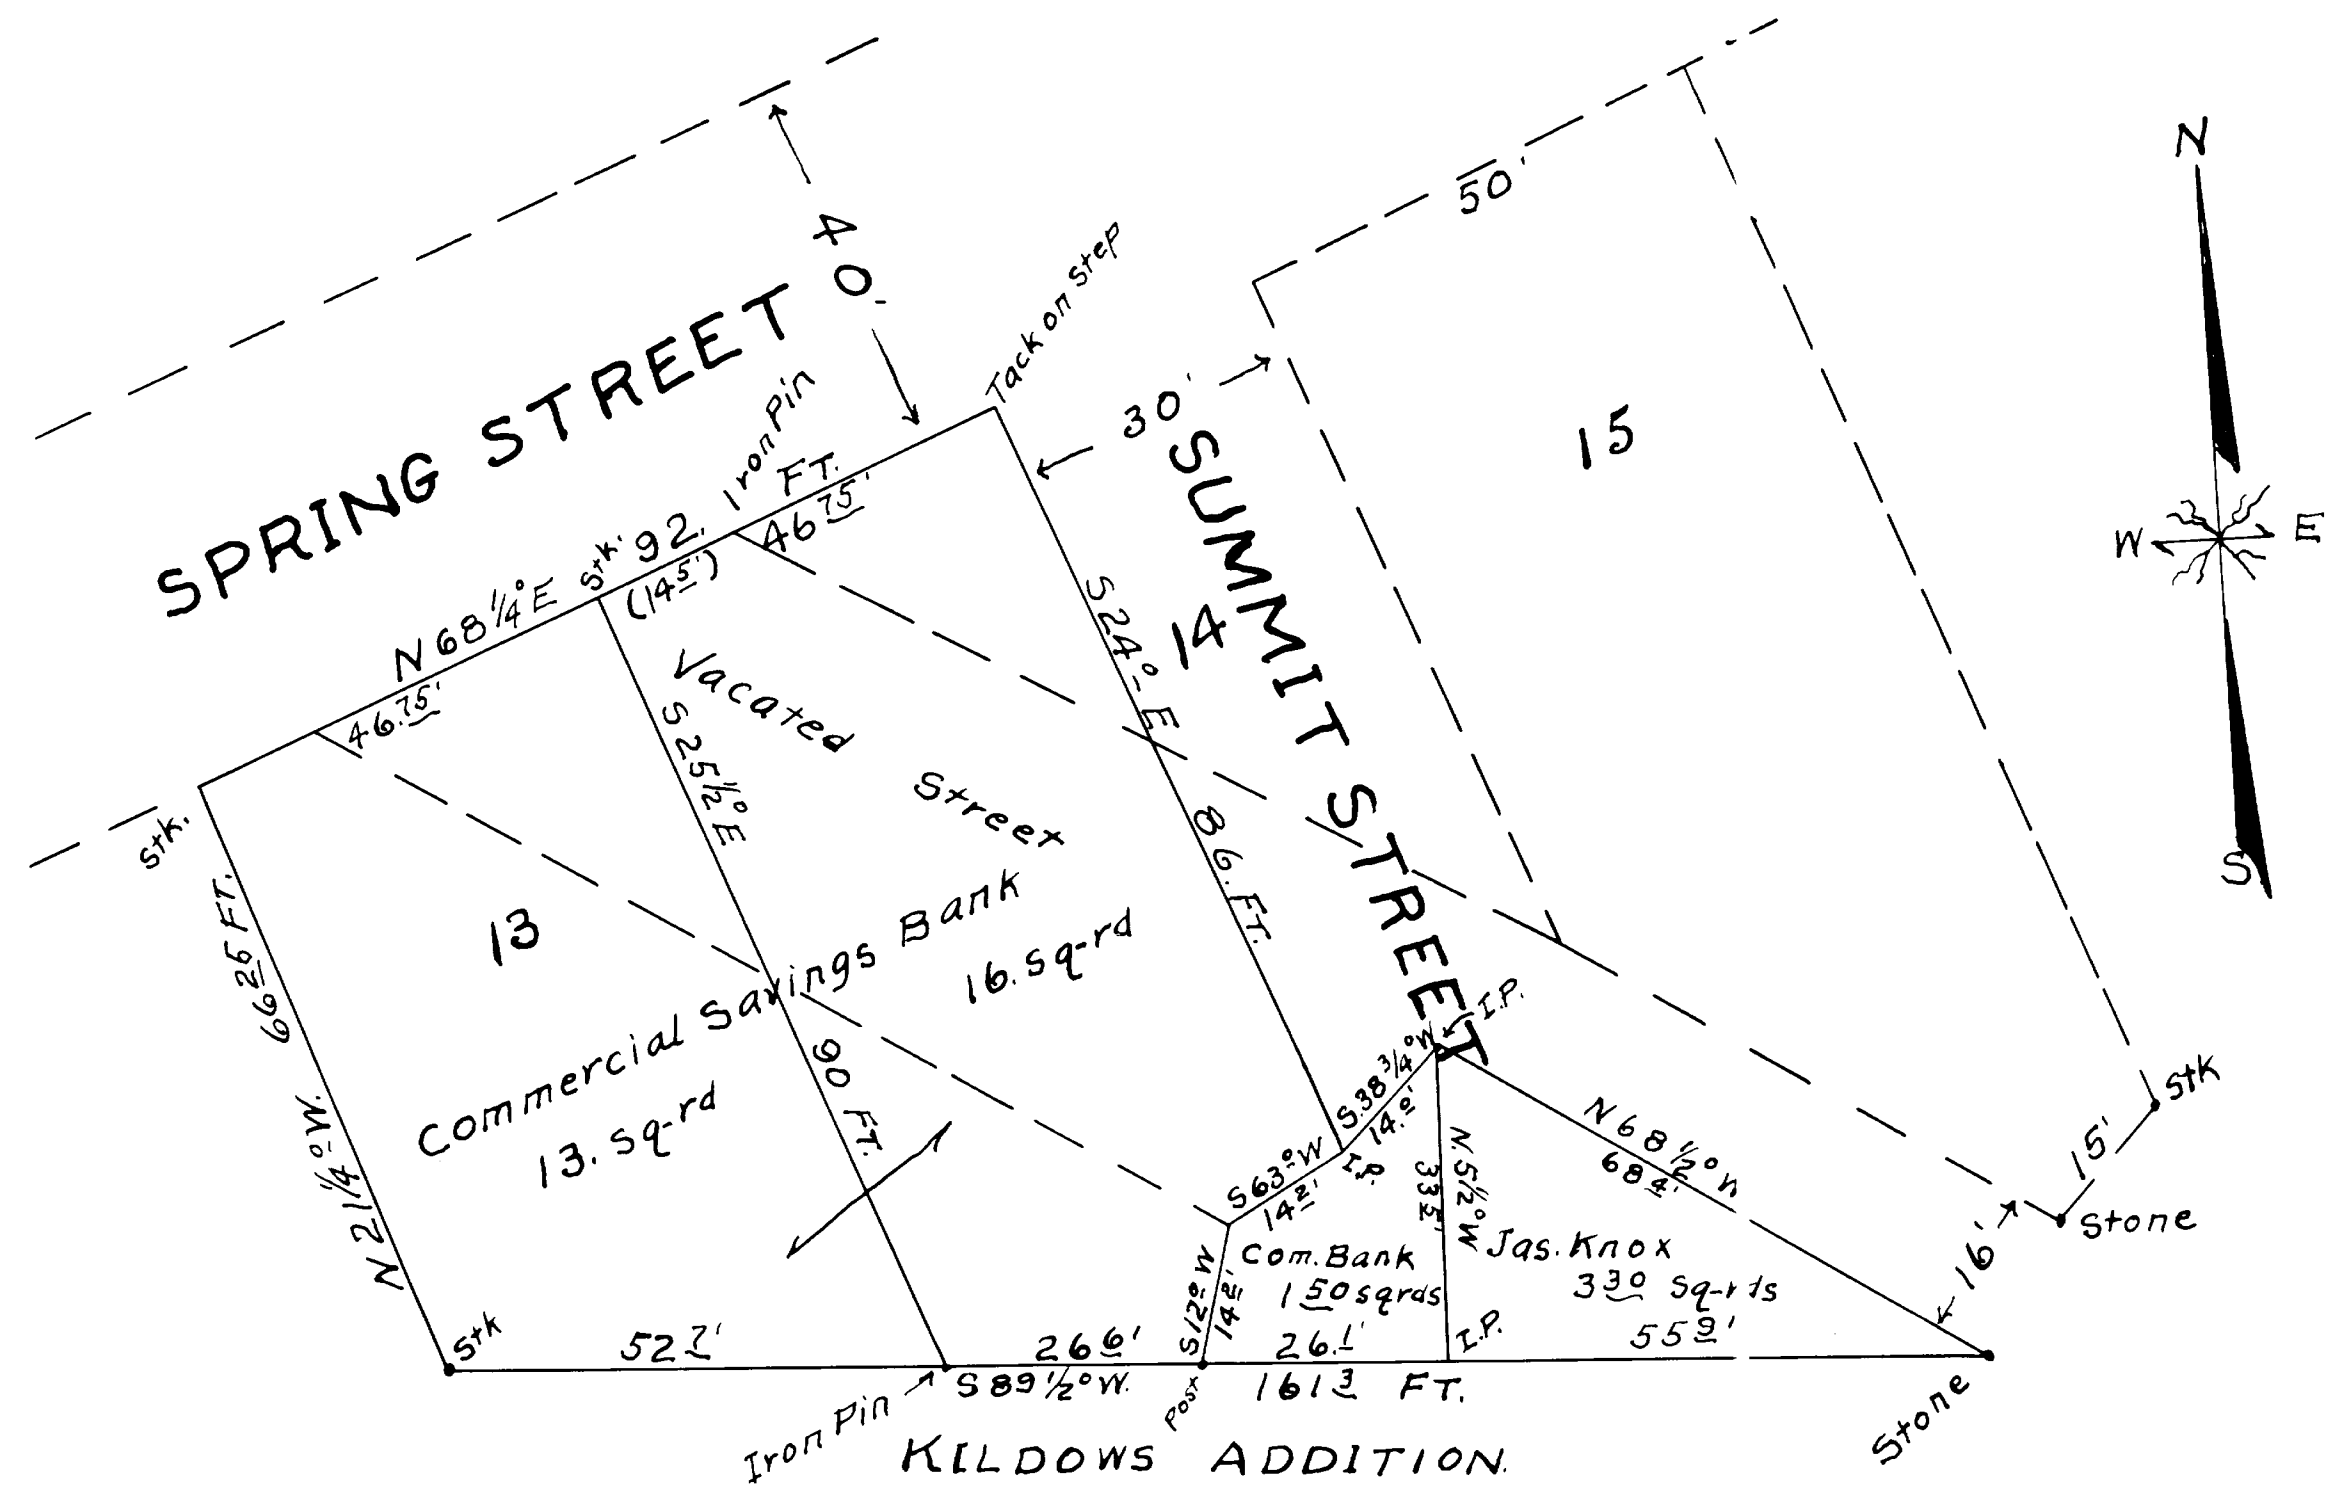 N
S
W
E
SPRING STREET
40'
50'
Tack on step
Iron Pin
30'
SUMMIT STREET
14
15
N 68 1/4° E
Stk.
92. FT.
(14 5')
46 75'
46.75'
Vacated
Street
S 25 1/2° E
90 FT.
S 24° E
86. FT.
Stk.
66 25 FT.
N 21 1/4° W.
13
Commercial Savings Bank
13. Sq-rd
16. Sq-rd
I.P.
S. 38 3/4° W
14. 0'
I.P.
S 63° W
14 2'
S 12° W
14 2'
N. 5 1/2° W
33 5'
N 68 1/2° W
68 4'
Com. Bank
1 50 sqrds
Jas. Knox
3 30 Sq-rds
Stk
15'
Stone
16'
Stk
52 7'
26 6'
26. 1'
I.P.
55 9'
Iron Pin
S 89 1/2° W.
Post
161 3 FT.
Stone
KILDOWS ADDITION.